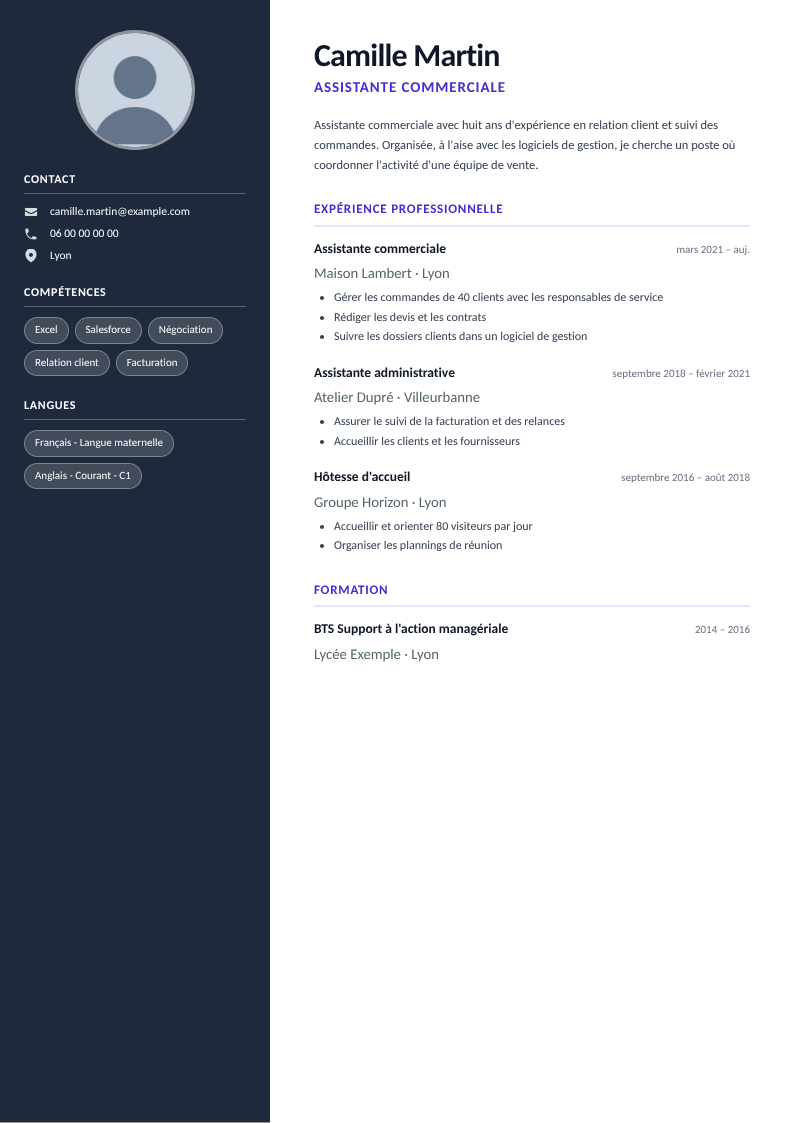 CONTACT
camille.martin@example.com
06 00 00 00 00
Lyon
COMPÉTENCES
Excel
Salesforce
Négociation
Relation client
Facturation
LANGUES
Français - Langue maternelle
Anglais - Courant - C1
Camille Martin
ASSISTANTE COMMERCIALE
Assistante commerciale avec huit ans d'expérience en relation client et suivi des
commandes. Organisée, à l'aise avec les logiciels de gestion, je cherche un poste où
coordonner l'activité d'une équipe de vente.
EXPÉRIENCE PROFESSIONNELLE
Assistante commerciale mars 2021 – auj.
Maison Lambert · Lyon
• Gérer les commandes de 40 clients avec les responsables de service
• Rédiger les devis et les contrats
• Suivre les dossiers clients dans un logiciel de gestion
Assistante administrative septembre 2018 – février 2021
Atelier Dupré · Villeurbanne
• Assurer le suivi de la facturation et des relances
• Accueillir les clients et les fournisseurs
Hôtesse d'accueil septembre 2016 – août 2018
Groupe Horizon · Lyon
• Accueillir et orienter 80 visiteurs par jour
• Organiser les plannings de réunion
FORMATION
BTS Support à l'action managériale 2014 – 2016
Lycée Exemple · Lyon